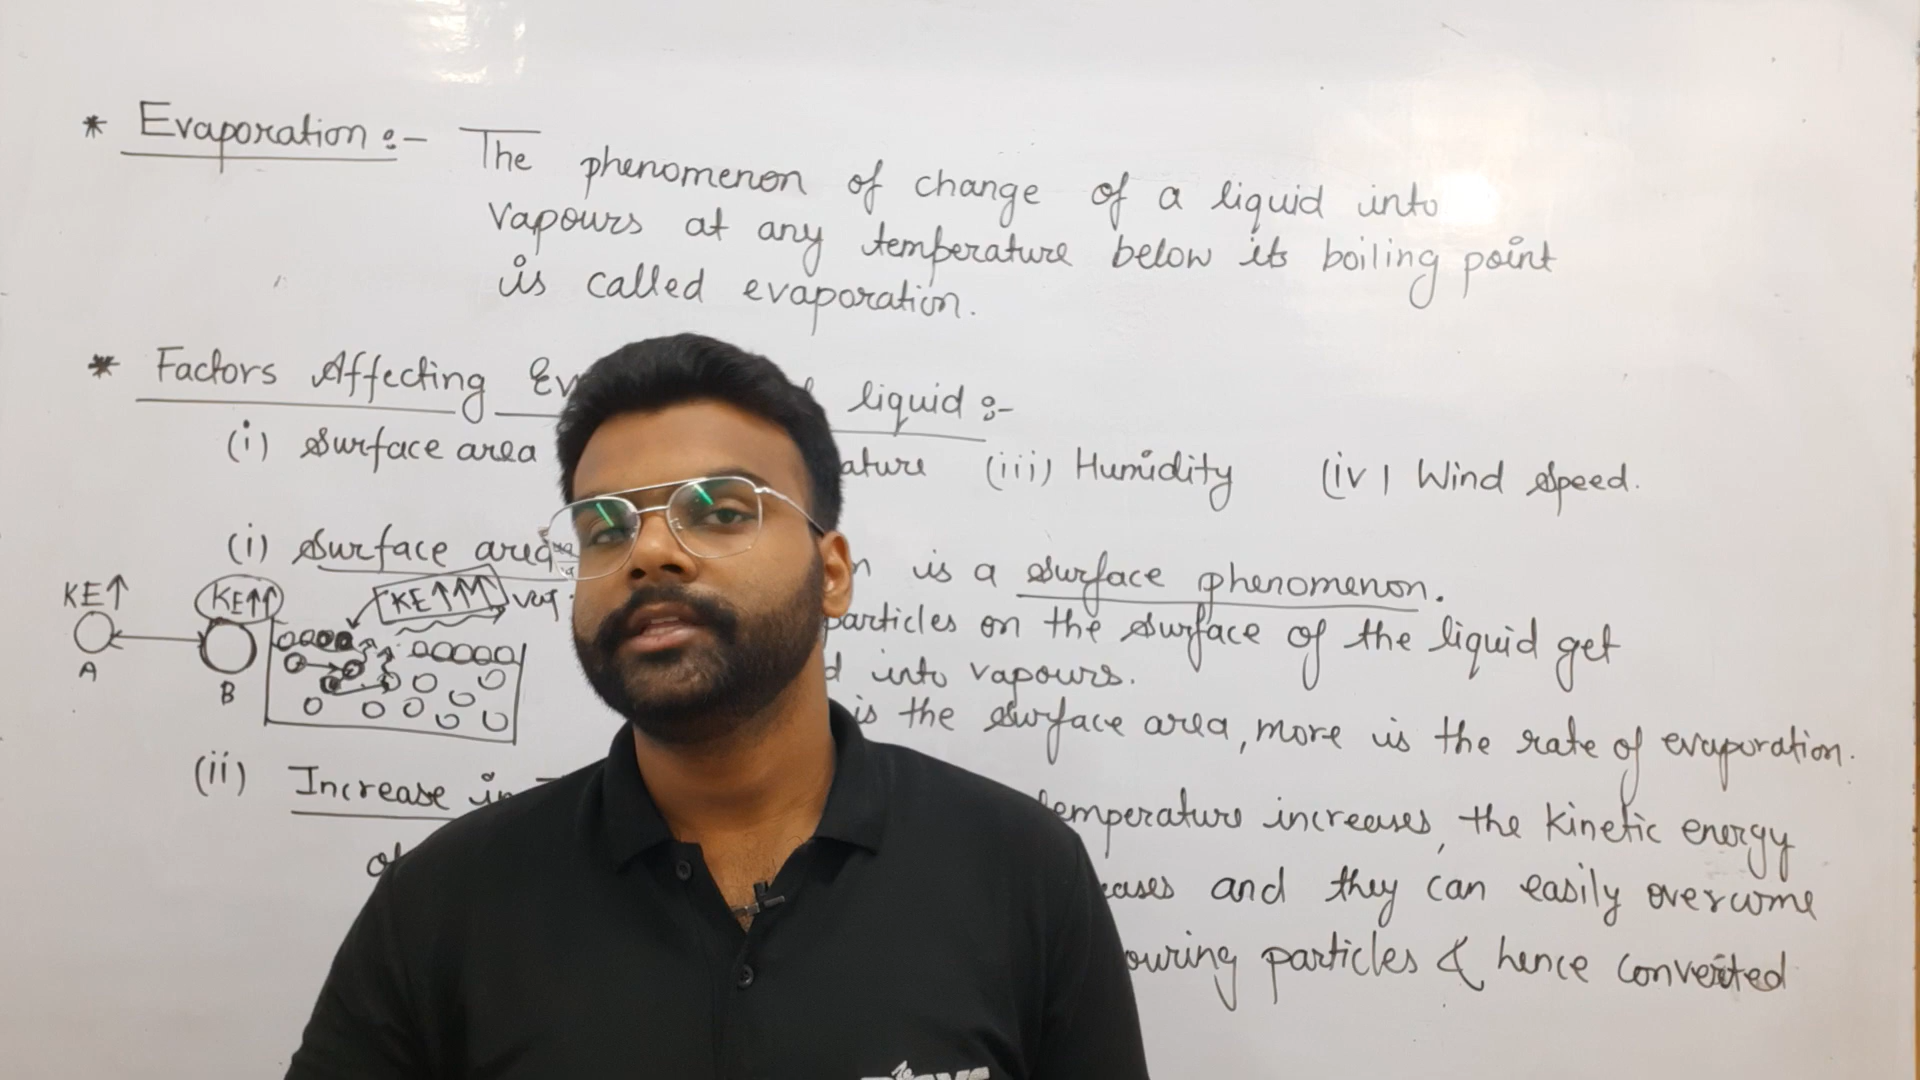 * Evaporation :- The phenomenon of change of a liquid into
vapours at any temperature below its boiling point
is called evaporation.
* Factors Affecting Ev liquid :-
(i) Surface area ature (iii) Humidity (iv) Wind Speed.
(i) Surface area n is a surface phenomenon.
particles on the surface of the liquid get
d into vapours.
is the surface area, more is the rate of evaporation.
KE↑
KE↑↑
KE↑↑↑
A
B
(ii) Increase in temperature increases, the Kinetic energy
of eases and they can easily overcome
ouring particles & hence converted